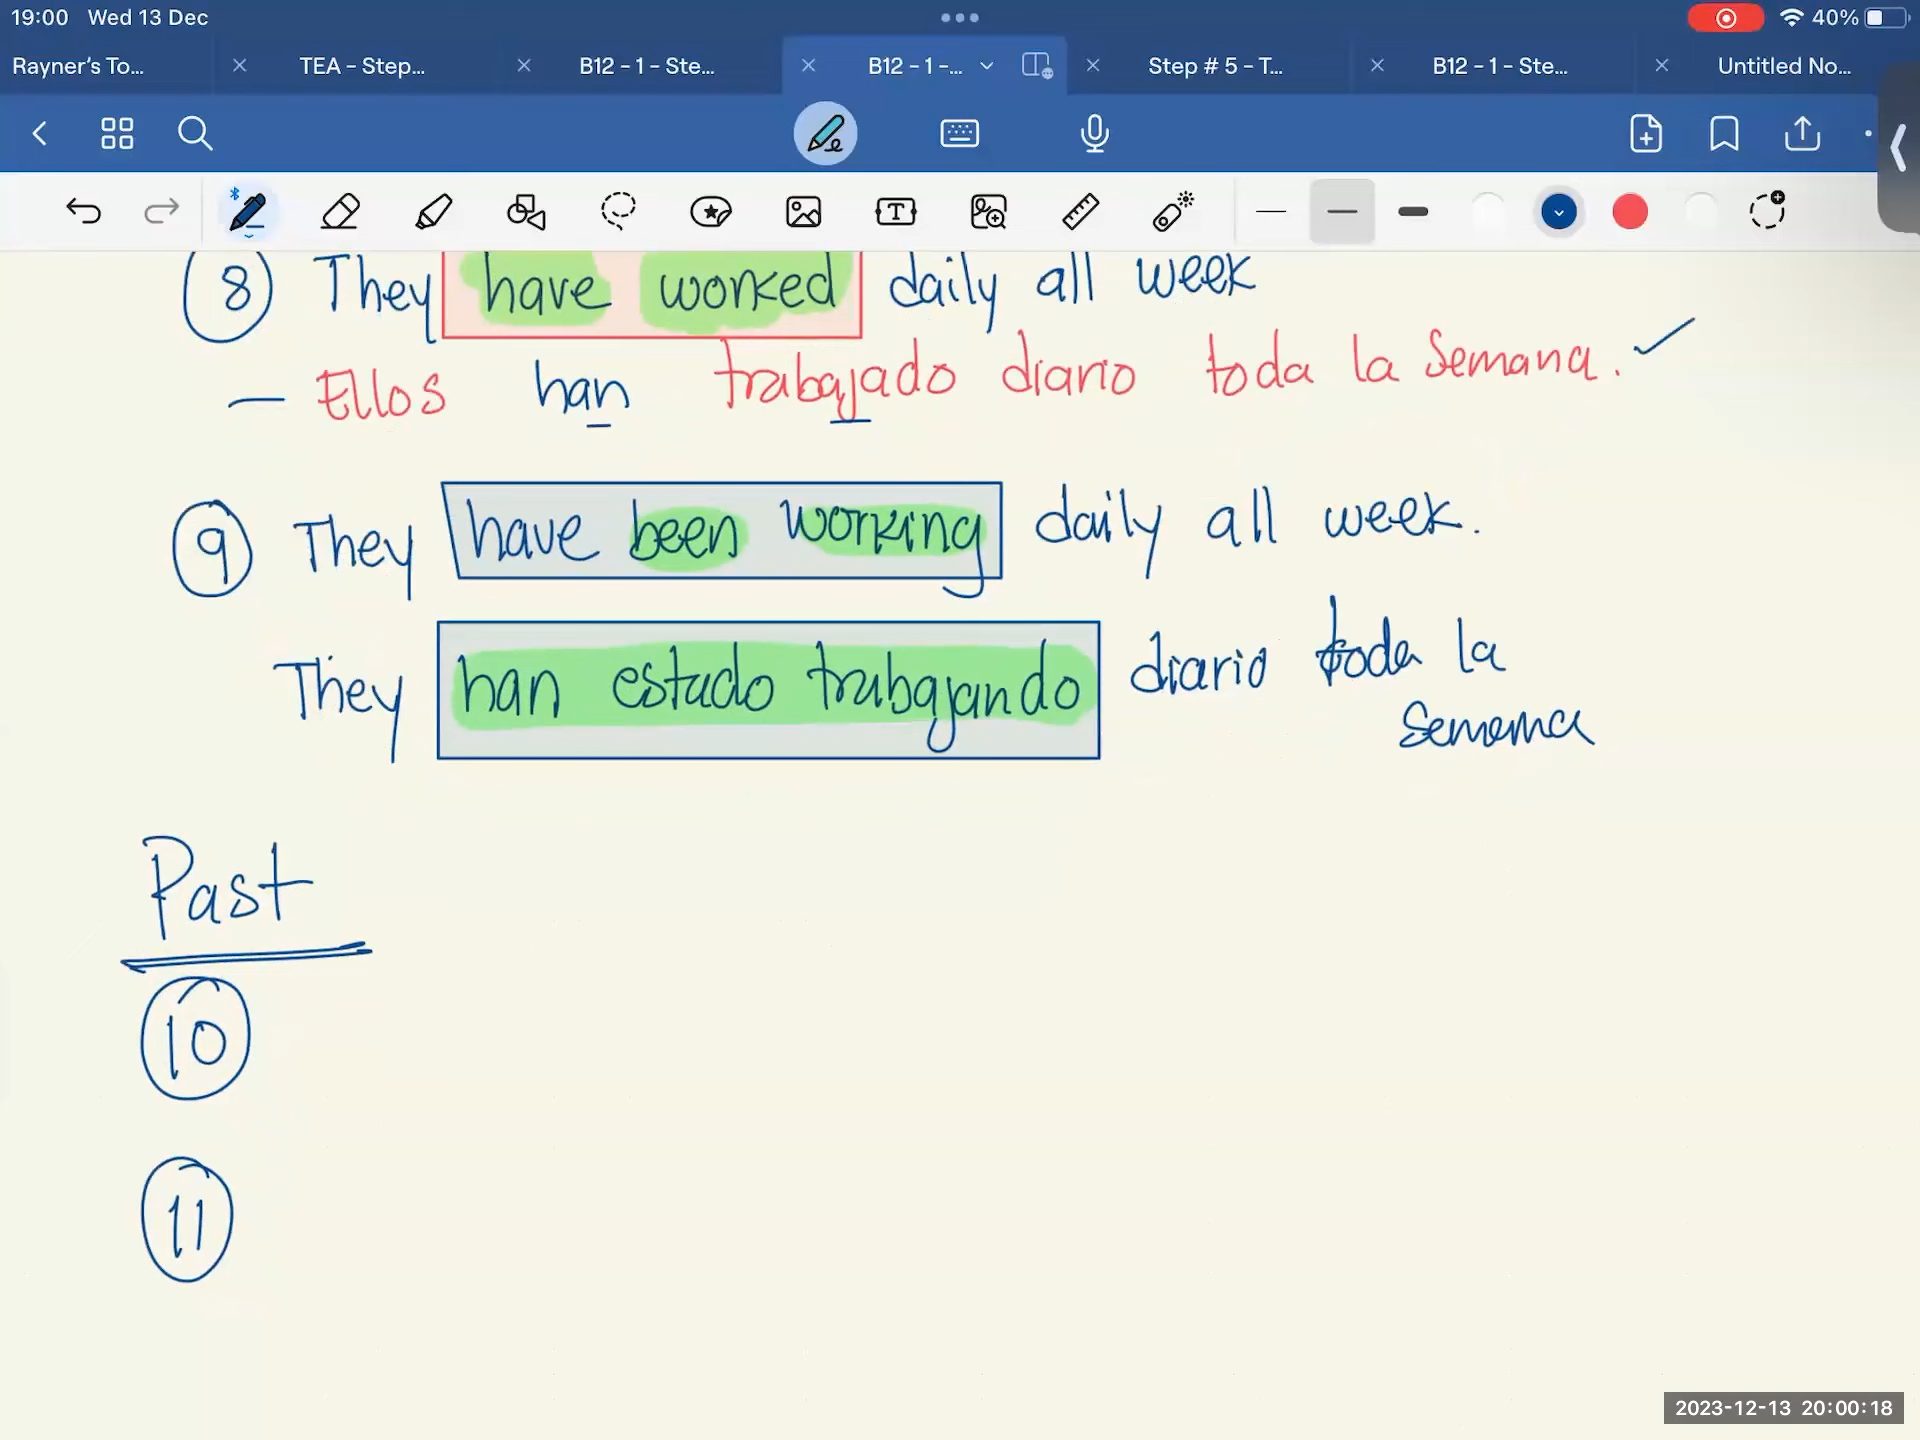 19:00 Wed 13 Dec
40%
Rayner's To...
TEA - Step...
B12 - 1 - Ste...
B12 - 1 -...
Step # 5 - T...
B12 - 1 - Ste...
Untitled No...
8 They have worked daily all week
— Ellos han trabajado diario toda la Semana.
9 They have been working daily all week.
They han estado trabajando diario toda la
Semana
Past
10
11
2023-12-13 20:00:18